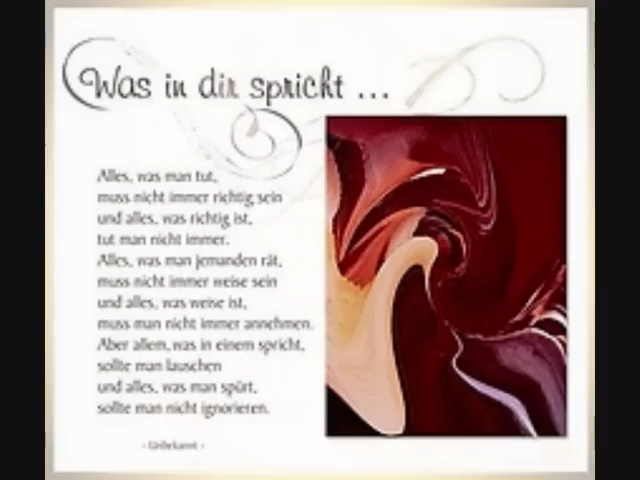 Was in dir spricht ...
Alles, was man tut,
muss nicht immer richtig sein
und alles, was richtig ist,
tut man nicht immer.
Alles, was man jemanden rät,
muss nicht immer weise sein
und alles, was weise ist,
muss man nicht immer annehmen.
Aber allem, was in einem spricht,
sollte man lauschen
und alles, was man spürt,
sollte man nicht ignorieren.
- Unbekannt -